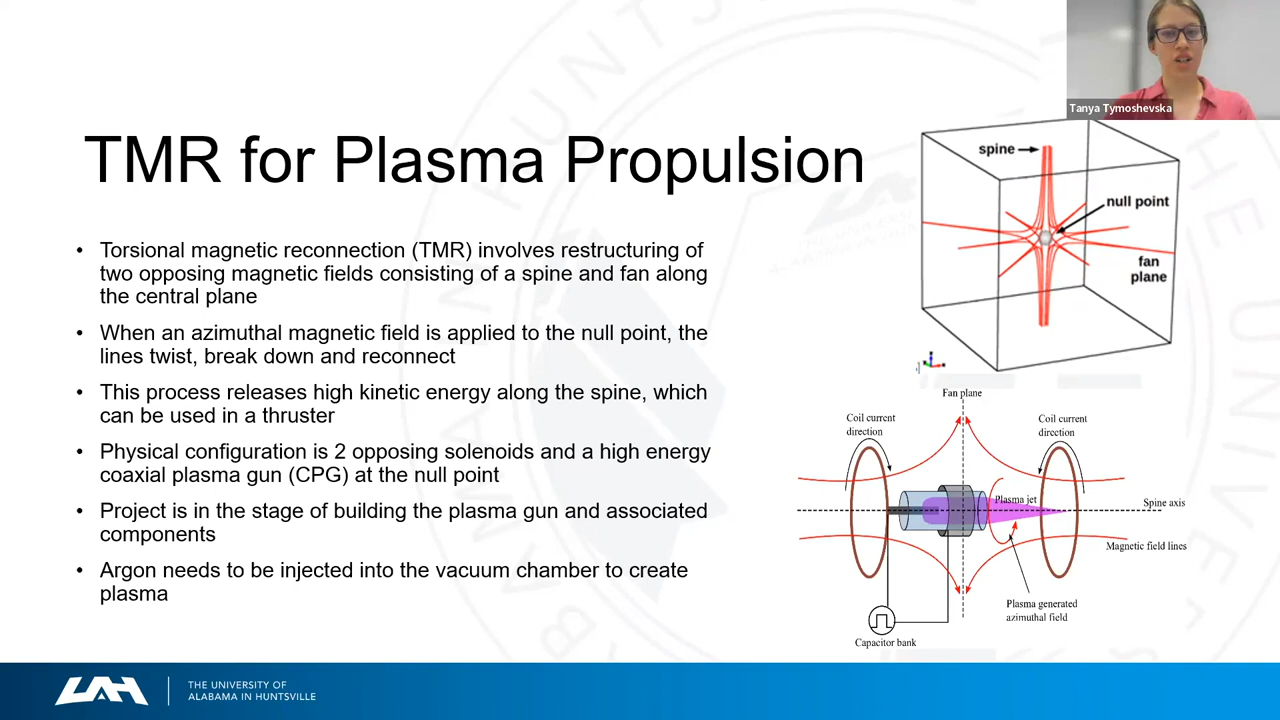 Tanya Tymoshevska
TMR for Plasma Propulsion
• Torsional magnetic reconnection (TMR) involves restructuring of
two opposing magnetic fields consisting of a spine and fan along
the central plane
• When an azimuthal magnetic field is applied to the null point, the
lines twist, break down and reconnect
• This process releases high kinetic energy along the spine, which
can be used in a thruster
• Physical configuration is 2 opposing solenoids and a high energy
coaxial plasma gun (CPG) at the null point
• Project is in the stage of building the plasma gun and associated
components
• Argon needs to be injected into the vacuum chamber to create
plasma
spine
null point
fan
plane
Fan plane
Coil current
direction
Coil current
direction
Plasma jet
Spine axis
Magnetic field lines
Plasma generated
azimuthal field
Capacitor bank
UAH
THE UNIVERSITY OF
ALABAMA IN HUNTSVILLE